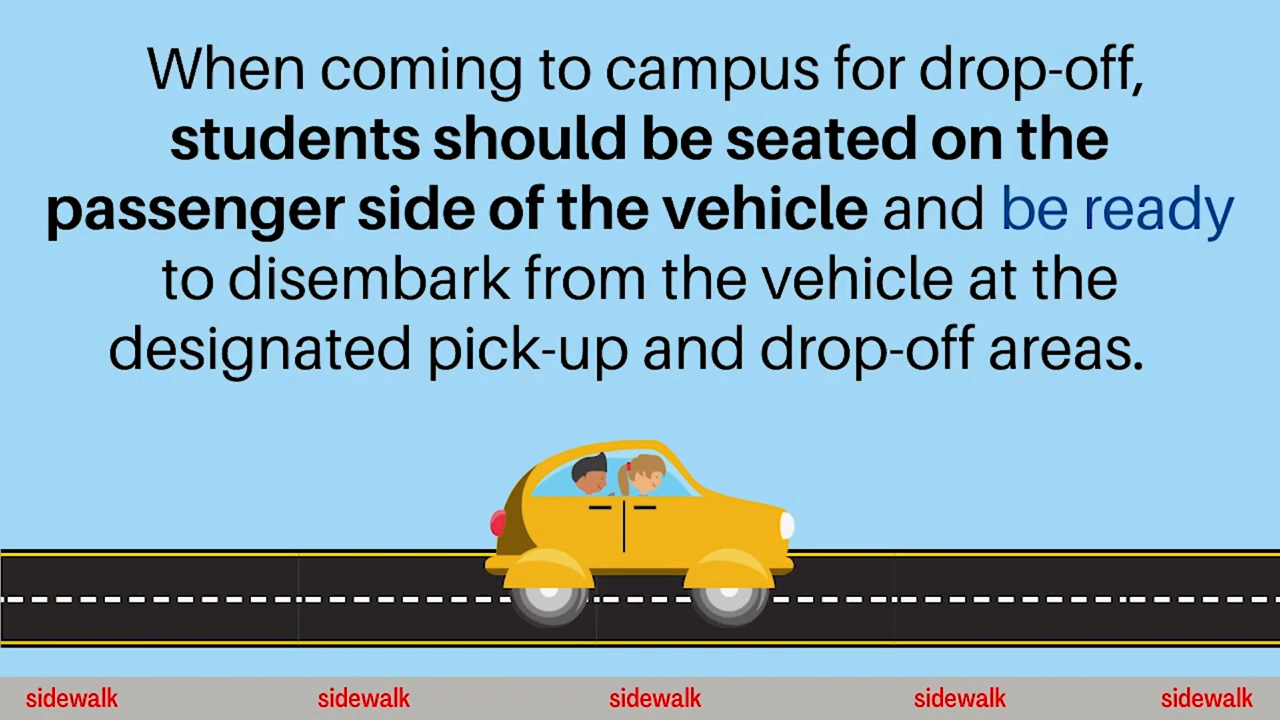 When coming to campus for drop-off,
students should be seated on the
passenger side of the vehicle and be ready
to disembark from the vehicle at the
designated pick-up and drop-off areas.
sidewalk sidewalk sidewalk sidewalk sidewalk